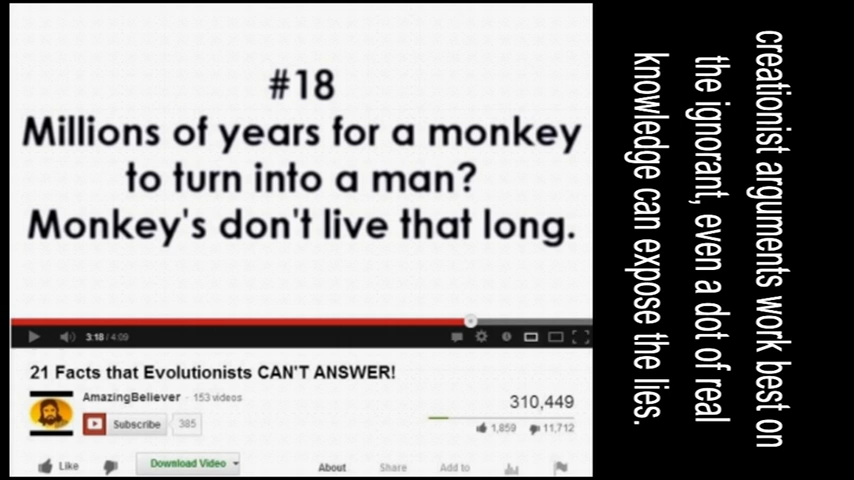 #18
Millions of years for a monkey
to turn into a man?
Monkey's don't live that long.
3:18 / 4:09
21 Facts that Evolutionists CAN'T ANSWER!
AmazingBeliever · 153 videos
Subscribe 385
310,449
1,859 11,712
Like
Download Video
About Share Add to
creationist arguments work best on
the ignorant, even a dot of real
knowledge can expose the lies.